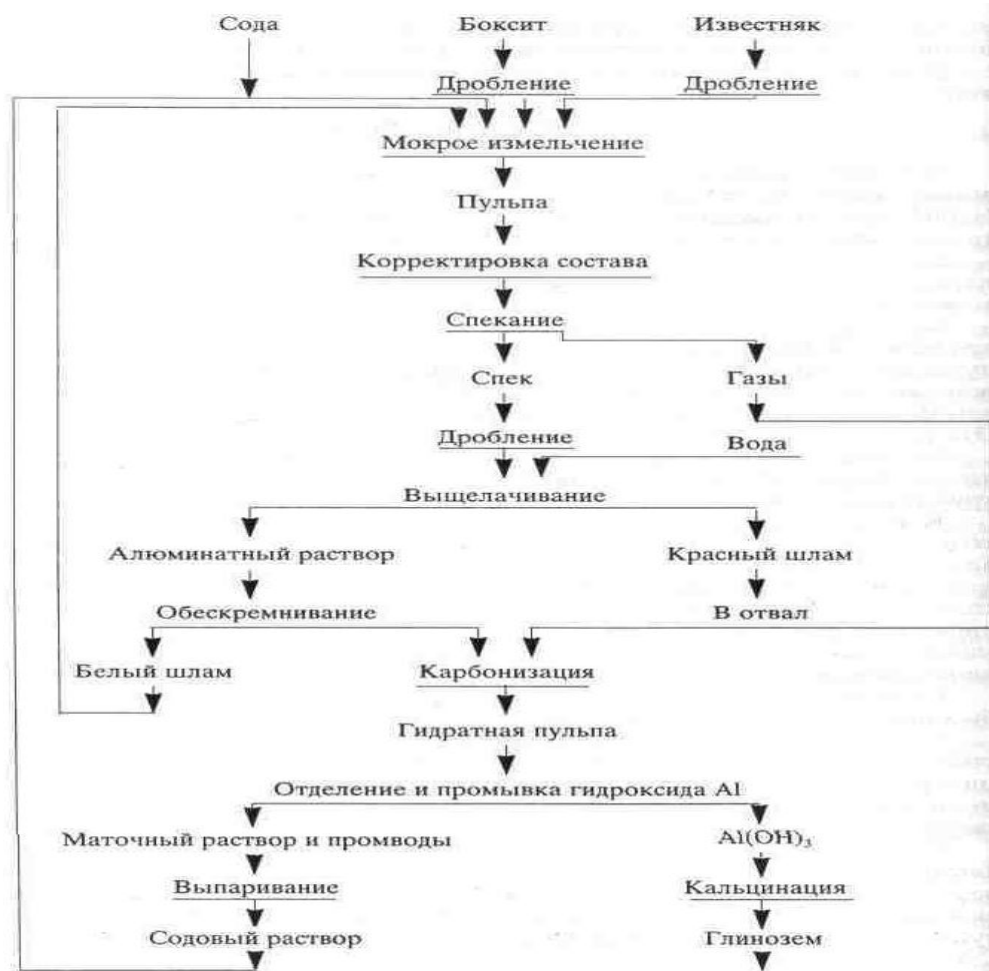 Сода Боксит Известняк
Дробление Дробление
Мокрое измельчение
Пульпа
Корректировка состава
Спекание
Спек Газы
Дробление Вода
Выщелачивание
Алюминатный раствор Красный шлам
Обескремнивание В отвал
Белый шлам Карбонизация
Гидратная пульпа
Отделение и промывка гидроксида Al
Маточный раствор и промводы Al(OH)₃
Выпаривание Кальцинация
Содовый раствор Глинозем